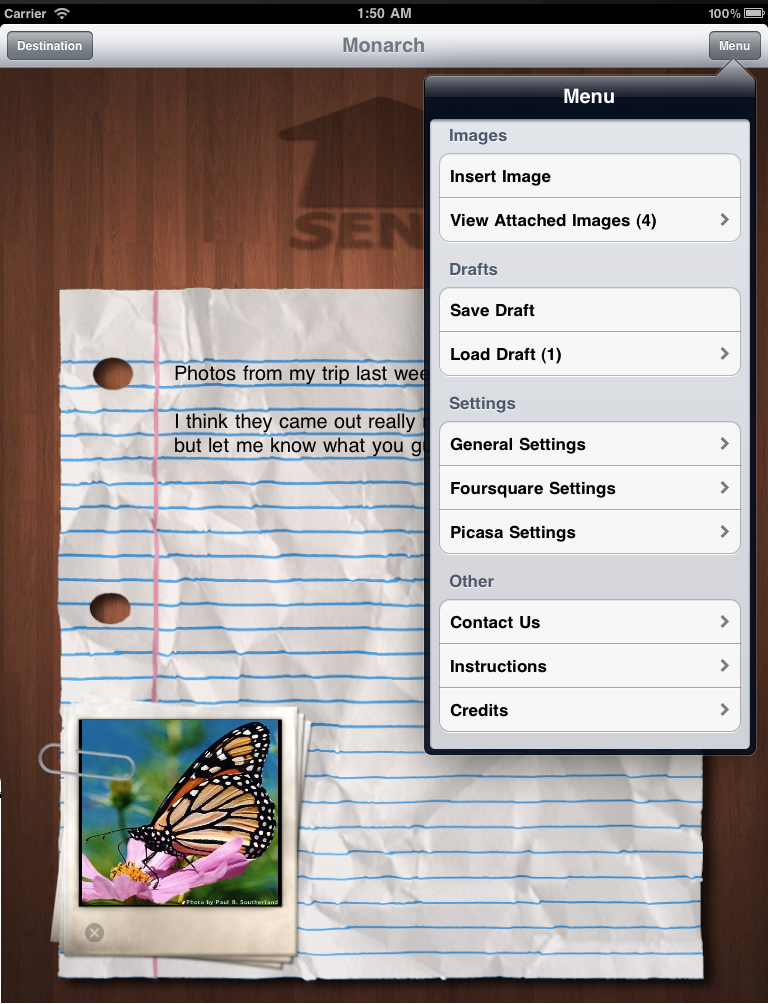 Carrier 1:50 AM 100%
Destination Monarch Menu
Menu
Images
Insert Image
View Attached Images (4)
Drafts
Save Draft
Load Draft (1)
Settings
General Settings
Foursquare Settings
Picasa Settings
Other
Contact Us
Instructions
Credits
SEN
Photos from my trip last wee
I think they came out really
but let me know what you
Photo by Paul B. Southerland